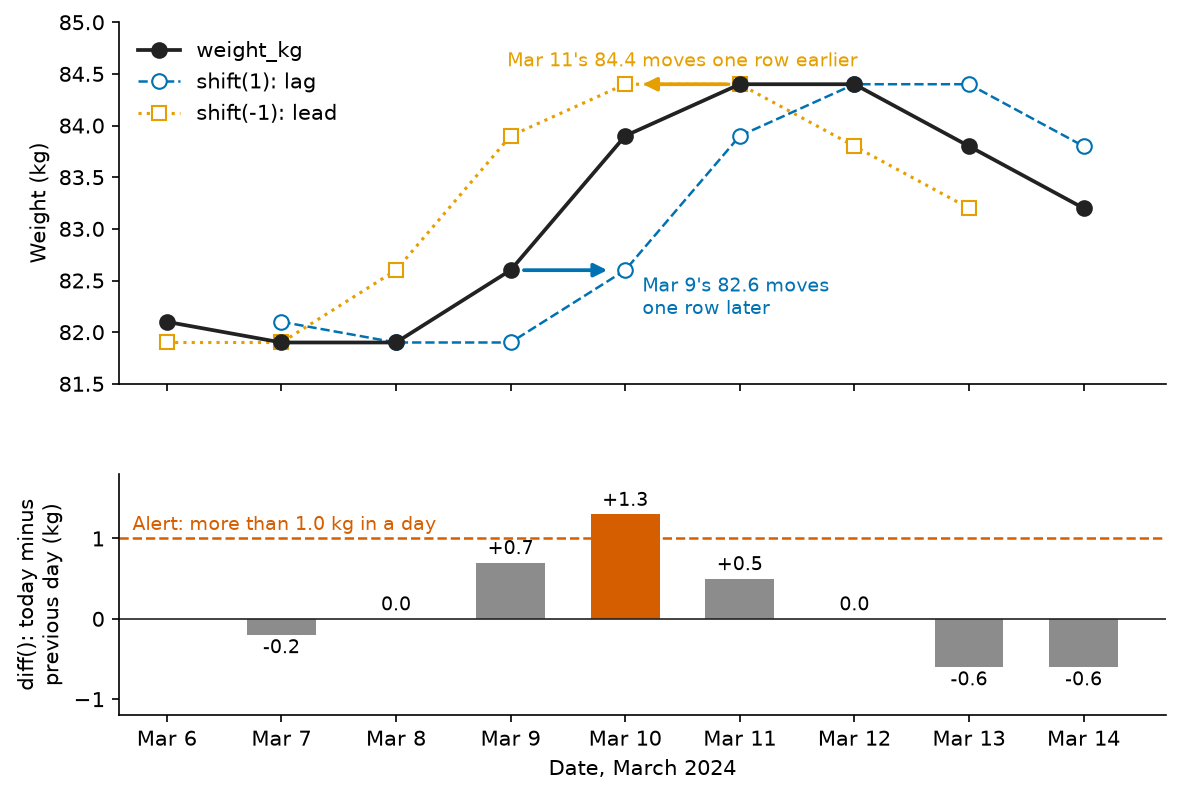 85.0
84.5
84.0
83.5
83.0
82.5
82.0
81.5
Weight (kg)
weight_kg
shift(1): lag
shift(-1): lead
Mar 11's 84.4 moves one row earlier
Mar 9's 82.6 moves
one row later
diff(): today minus
previous day (kg)
1
0
−1
Alert: more than 1.0 kg in a day
-0.2
0.0
+0.7
+1.3
+0.5
0.0
-0.6
-0.6
Mar 6
Mar 7
Mar 8
Mar 9
Mar 10
Mar 11
Mar 12
Mar 13
Mar 14
Date, March 2024